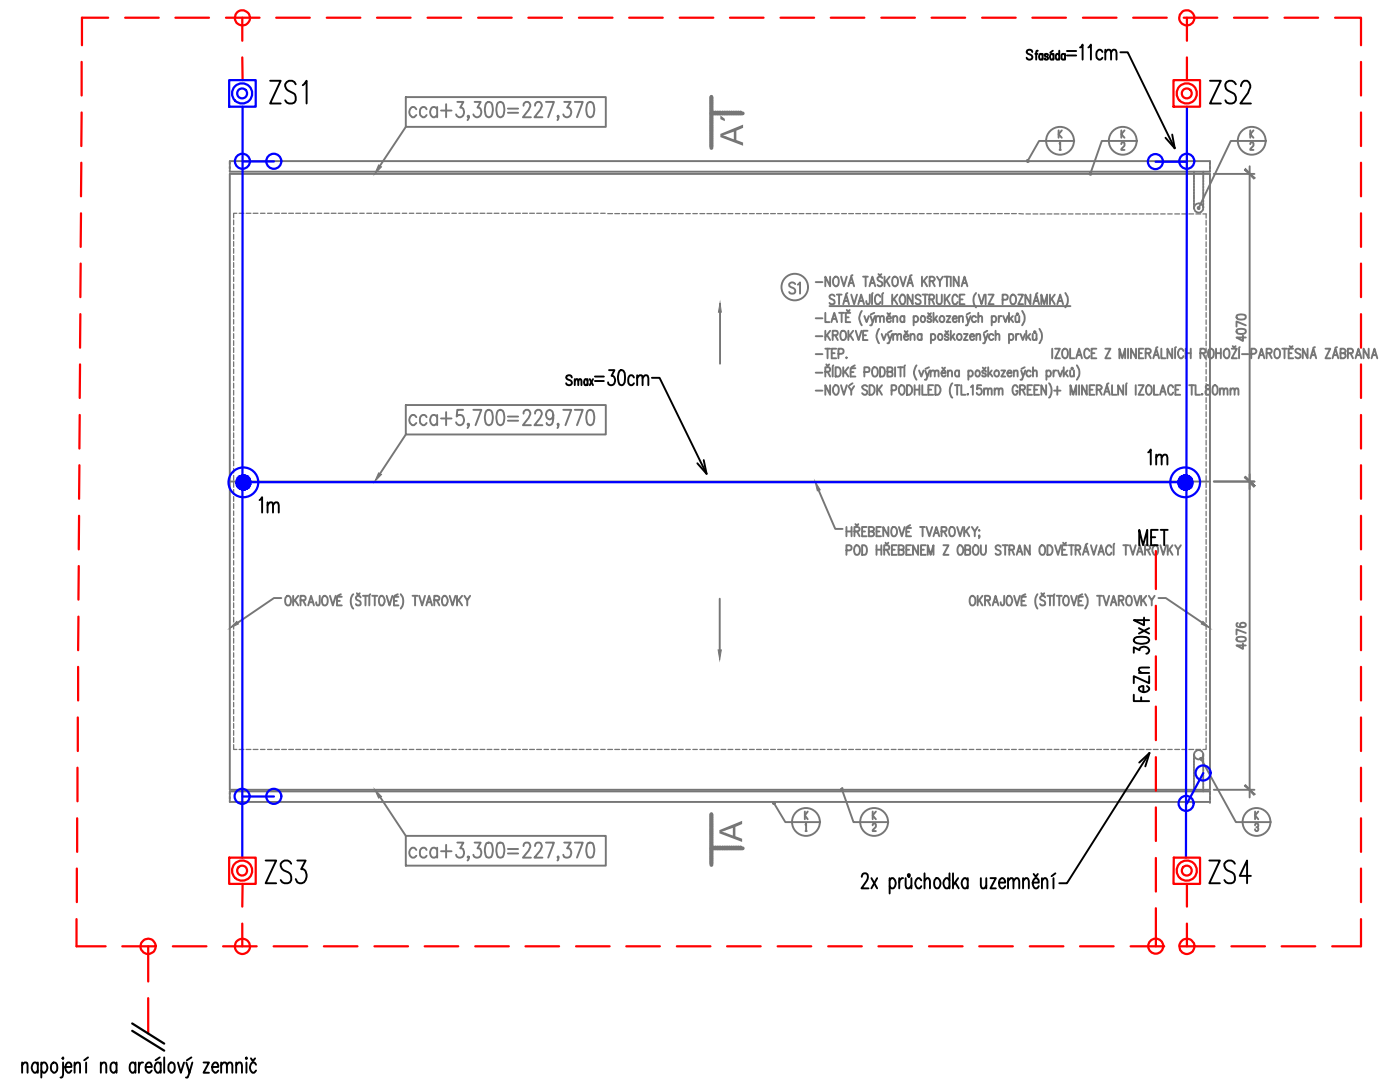 Sfasáda=11cm
ZS1
ZS2
cca+3,300=227,370
A1
K
1
K
2
K
2
S1
-NOVÁ TAŠKOVÁ KRYTINA
STÁVAJÍCÍ KONSTRUKCE (VIZ POZNÁMKA)
-LATĚ (výměna poškozených prvků)
-KROKVE (výměna poškozených prvků)
-TEP. IZOLACE Z MINERÁLNÍCH ROHOŽÍ-PAROTĚSNÁ ZÁBRANA
-ŘÍDKÉ PODBITÍ (výměna poškozených prvků)
-NOVÝ SDK PODHLED (TL.15mm GREEN)+ MINERÁLNÍ IZOLACE TL.80mm
4070
Smax=30cm
cca+5,700=229,770
1m
1m
HŘEBENOVÉ TVAROVKY;
POD HŘEBENEM Z OBOU STRAN ODVĚTRÁVACÍ TVAROVKY
MET
OKRAJOVÉ (ŠTÍTOVÉ) TVAROVKY
OKRAJOVÉ (ŠTÍTOVÉ) TVAROVKY
FeZn 30x4
4076
K
1
K
2
K
3
A
cca+3,300=227,370
ZS3
2x průchodka uzemnění
ZS4
napojení na areálový zemnič